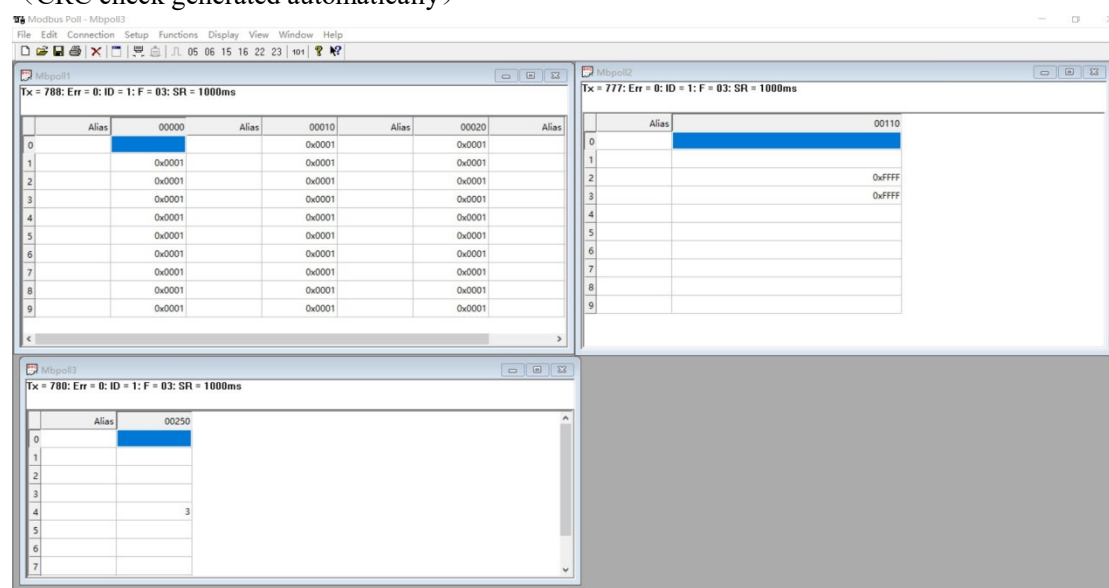 （CRC check generated automatically）
Modbus Poll - Mbpoll3
File Edit Connection Setup Functions Display View Window Help
05 06 15 16 22 23 101
Mbpoll1
Tx = 788: Err = 0: ID = 1: F = 03: SR = 1000ms
Alias 00000 Alias 00010 Alias 00020 Alias
0 0x0001 0x0001
1 0x0001 0x0001 0x0001
2 0x0001 0x0001 0x0001
3 0x0001 0x0001 0x0001
4 0x0001 0x0001 0x0001
5 0x0001 0x0001 0x0001
6 0x0001 0x0001 0x0001
7 0x0001 0x0001 0x0001
8 0x0001 0x0001 0x0001
9 0x0001 0x0001 0x0001
Mbpoll2
Tx = 777: Err = 0: ID = 1: F = 03: SR = 1000ms
Alias 00110
0
1
2 0xFFFF
3 0xFFFF
4
5
6
7
8
9
Mbpoll3
Tx = 780: Err = 0: ID = 1: F = 03: SR = 1000ms
Alias 00250
0
1
2
3
4 3
5
6
7